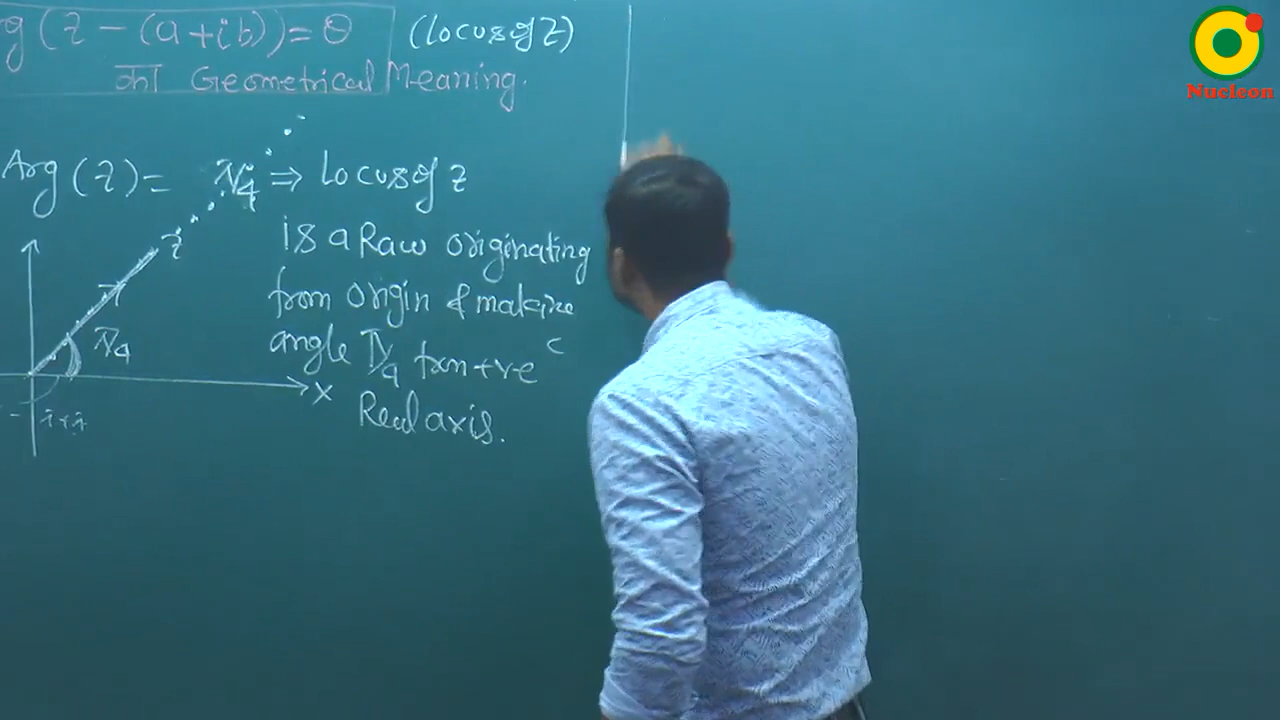 g(z - (a+ib)) = θ (locus of z)
का Geometrical Meaning.
Arg(z) = π/4 ⇒ locus of z
is a Raw originating
from origin & making
angle π/4 from +ve
Real axis.
z
π/4
X
Nucleon